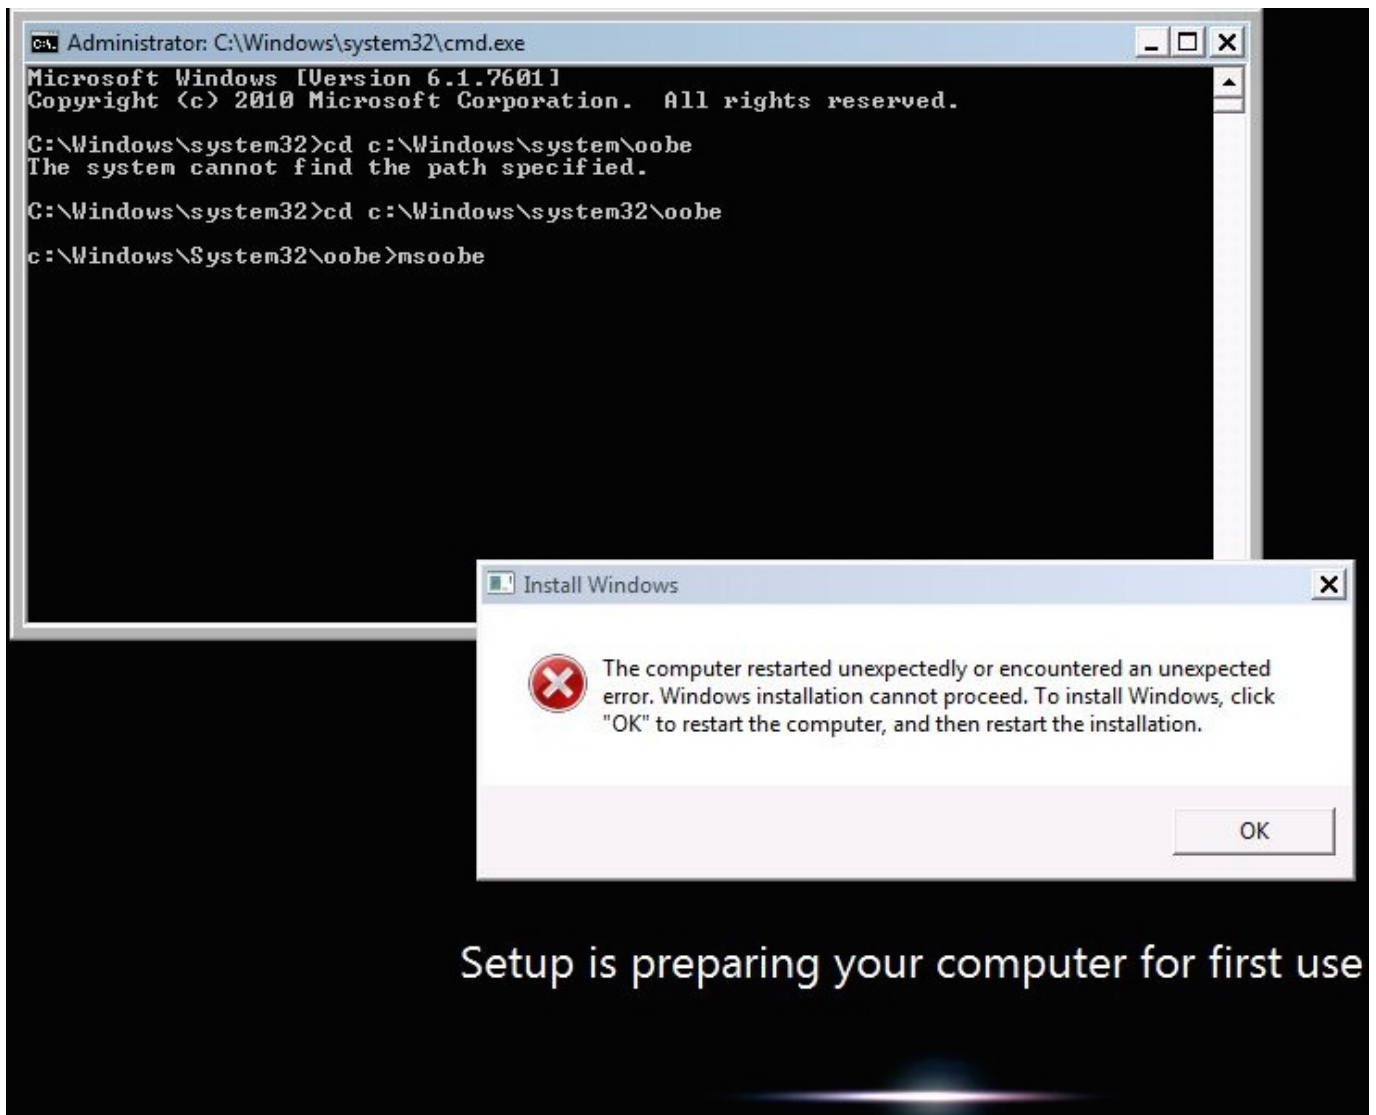 Administrator: C:\Windows\system32\cmd.exe
Microsoft Windows [Version 6.1.7601]
Copyright (c) 2010 Microsoft Corporation.  All rights reserved.
C:\Windows\system32>cd c:\Windows\system\oobe
The system cannot find the path specified.
C:\Windows\system32>cd c:\Windows\system32\oobe
c:\Windows\System32\oobe>msoobe
Install Windows
The computer restarted unexpectedly or encountered an unexpected
error. Windows installation cannot proceed. To install Windows, click
"OK" to restart the computer, and then restart the installation.
OK
Setup is preparing your computer for first use